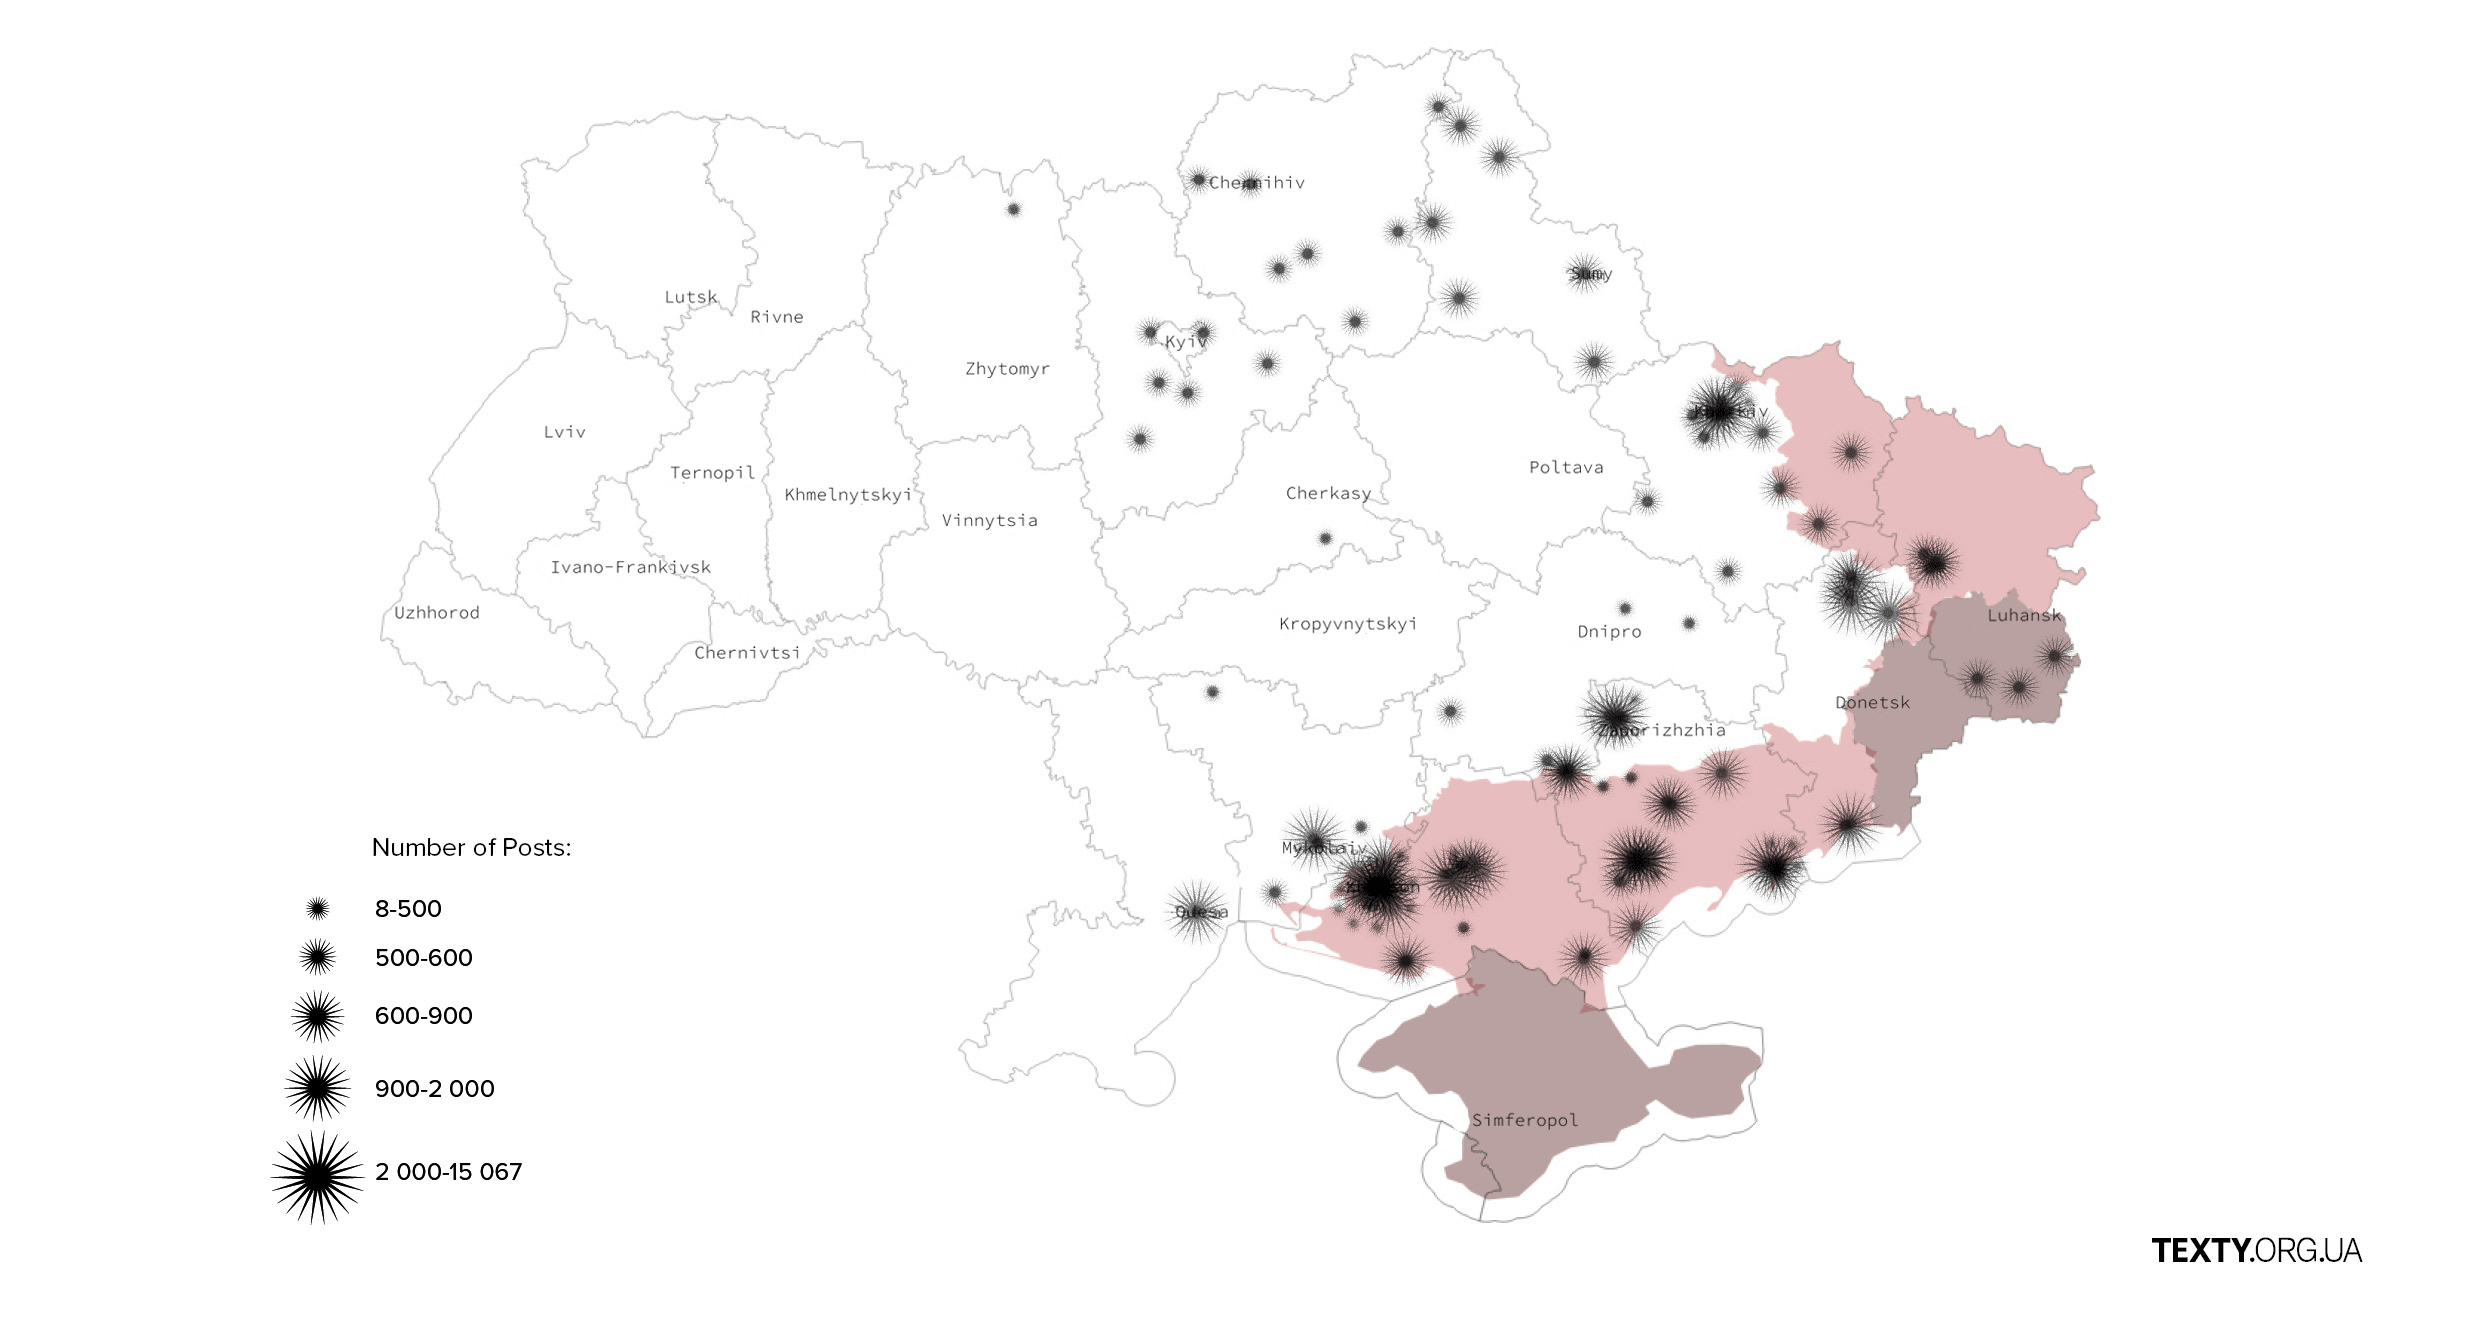 Chernihiv
Sumy
Lutsk
Rivne
Kyiv
Zhytomyr
Kharkiv
Lviv
Ternopil
Poltava
Khmelnytskyi
Cherkasy
Vinnytsia
Ivano-Frankivsk
Uzhhorod
Luhansk
Kropyvnytskyi
Dnipro
Chernivtsi
Donetsk
Zaporizhzhia
Number of Posts:
Mykolaiv
Kherson
8-500
Odesa
500-600
600-900
900-2 000
Simferopol
2 000-15 067
TEXTY.ORG.UA